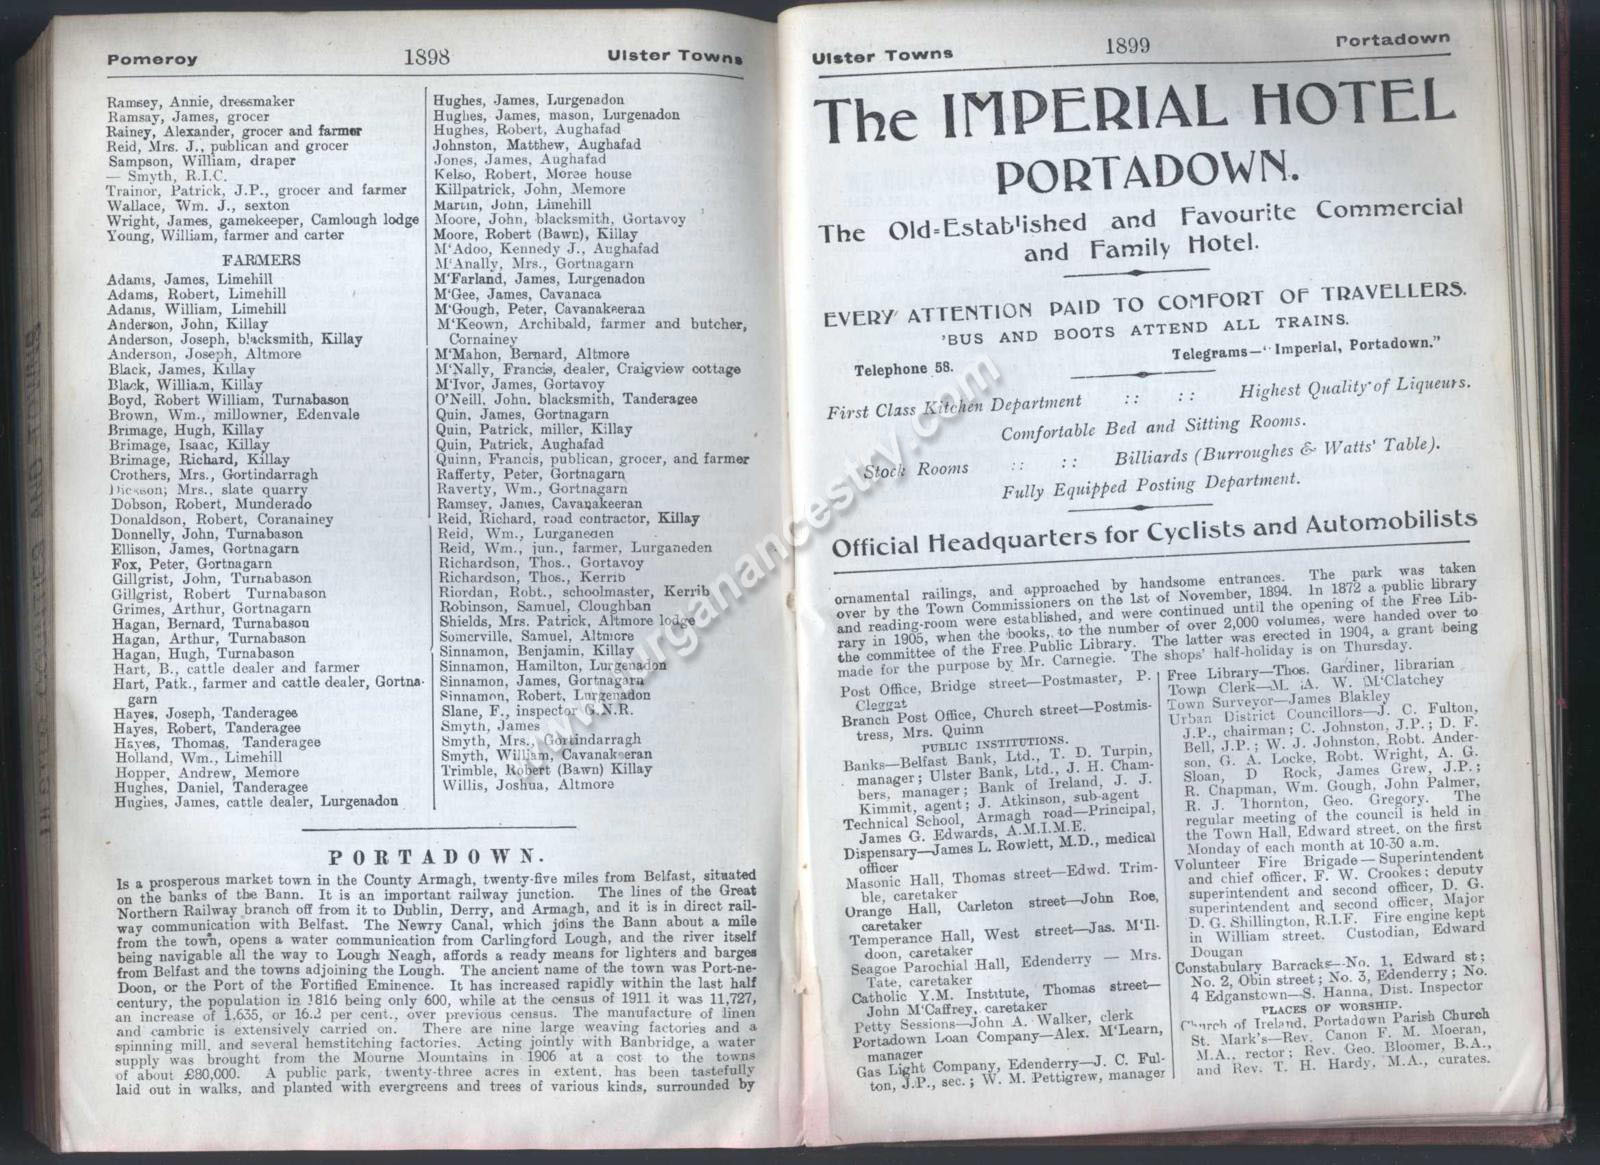 Pomeroy 1898 Ulster Towns
Ramsey, Annie, dressmaker
Ramsay, James, grocer
Rainey, Alexander, grocer and farmer
Reid, Mrs. J., publican and grocer
Sampson, William, draper
— Smyth, R.I.C.
Trainor, Patrick, J.P., grocer and farmer
Wallace, Wm. J., sexton
Wright, James, gamekeeper, Camlough lodge
Young, William, farmer and carter
FARMERS
Adams, James, Limehill
Adams, Robert, Limehill
Adams, William, Limehill
Anderson, John, Killay
Anderson, Joseph, blacksmith, Killay
Anderson, Joseph, Altmore
Black, James, Killay
Black, William, Killay
Boyd, Robert William, Turnabason
Brown, Wm., millowner, Edenvale
Brimage, Hugh, Killay
Brimage, Isaac, Killay
Brimage, Richard, Killay
Crothers, Mrs., Gortindarragh
Dickson, Mrs., slate quarry
Dobson, Robert, Munderado
Donaldson, Robert, Coranainey
Donnelly, John, Turnabason
Ellison, James, Gortnagarn
Fox, Peter, Gortnagarn
Gillgrist, John, Turnabason
Gillgrist, Robert Turnabason
Grimes, Arthur, Gortnagarn
Hagan, Bernard, Turnabason
Hagan, Arthur, Turnabason
Hagan, Hugh, Turnabason
Hart, B., cattle dealer and farmer
Hart, Patk., farmer and cattle dealer, Gortna-
garn
Hayes, Joseph, Tanderagee
Hayes, Robert, Tanderagee
Hayes, Thomas, Tanderagee
Holland, Wm., Limehill
Hopper, Andrew, Memore
Hughes, Daniel, Tanderagee
Hughes, James, cattle dealer, Lurgenadon
Hughes, James, Lurgenadon
Hughes, James, mason, Lurgenadon
Hughes, Robert, Aughafad
Johnston, Matthew, Aughafad
Jones, James, Aughafad
Kelso, Robert, Moree house
Killpatrick, John, Memore
Martin, John, Limehill
Moore, John, blacksmith, Gortavoy
Moore, Robert (Bawn), Killay
M'Adoo, Kennedy J., Aughafad
M'Anally, Mrs., Gortnagarn
M'Farland, James, Lurgenadon
M'Gee, James, Cavanaca
M'Gough, Peter, Cavanakeeran
M'Keown, Archibald, farmer and butcher,
Cornainey
M'Mahon, Bernard, Altmore
M'Nally, Francis, dealer, Craigview cottage
M'Ivor, James, Gortavoy
O'Neill, John, blacksmith, Tanderagee
Quin, James, Gortnagarn
Quin, Patrick, miller, Killay
Quin, Patrick, Aughafad
Quinn, Francis, publican, grocer, and farmer
Rafferty, Peter, Gortnagarn
Raverty, Wm., Gortnagarn
Ramsey, James, Cavanakeeran
Reid, Richard, road contractor, Killay
Reid, Wm., Lurganeden
Reid, Wm., jun., farmer, Lurganeden
Richardson, Thos., Gortavoy
Richardson, Thos., Kerrib
Riordan, Robt., schoolmaster, Kerrib
Robinson, Samuel, Cloughban
Shields, Mrs. Patrick, Altmore lodge
Somerville, Samuel, Altmore
Sinnamon, Benjamin, Killay
Sinnamon, Hamilton, Lurgenadon
Sinnamon, James, Gortnagarn
Sinnamon, Robert, Lurgenadon
Slane, F., inspector G.N.R.
Smyth, James
Smyth, Mrs., Gortindarragh
Smyth, William, Cavanakeeran
Trimble, Robert (Bawn) Killay
Willis, Joshua, Altmore
PORTADOWN.
Is a prosperous market town in the County Armagh, twenty-five miles from Belfast, situated
on the banks of the Bann. It is an important railway junction. The lines of the Great
Northern Railway branch off from it to Dublin, Derry, and Armagh, and it is in direct rail-
way communication with Belfast. The Newry Canal, which joins the Bann about a mile
from the town, opens a water communication from Carlingford Lough, and the river itself
being navigable all the way to Lough Neagh, affords a ready means for lighters and barges
from Belfast and the towns adjoining the Lough. The ancient name of the town was Port-ne-
Doon, or the Port of the Fortified Eminence. It has increased rapidly within the last half
century, the population in 1816 being only 600, while at the census of 1911 it was 11,727,
an increase of 1,635, or 16.2 per cent., over previous census. The manufacture of linen
and cambric is extensively carried on. There are nine large weaving factories and a
spinning mill, and several hemstitching factories. Acting jointly with Banbridge, a water
supply was brought from the Mourne Mountains in 1906 at a cost to the towns
of about £80,000. A public park, twenty-three acres in extent, has been tastefully
laid out in walks, and planted with evergreens and trees of various kinds, surrounded by
Ulster Towns 1899 Portadown
The IMPERIAL HOTEL
PORTADOWN.
The Old=Established and Favourite Commercial
and Family Hotel.
EVERY ATTENTION PAID TO COMFORT OF TRAVELLERS.
'BUS AND BOOTS ATTEND ALL TRAINS.
Telephone 58. Telegrams—" Imperial, Portadown."
First Class Kitchen Department :: :: Highest Quality of Liqueurs.
Comfortable Bed and Sitting Rooms.
Stock Rooms :: :: Billiards (Burroughes & Watts' Table).
Fully Equipped Posting Department.
Official Headquarters for Cyclists and Automobilists
ornamental railings, and approached by handsome entrances. The park was taken
over by the Town Commissioners on the 1st of November, 1894. In 1872 a public library
and reading-room were established, and were continued until the opening of the Free Lib-
rary in 1905, when the books, to the number of over 2,000 volumes, were handed over to
the committee of the Free Public Library. The latter was erected in 1904, a grant being
made for the purpose by Mr. Carnegie. The shops' half-holiday is on Thursday.
Post Office, Bridge street—Postmaster, P.
Cleggat
Branch Post Office, Church street—Postmis-
tress, Mrs. Quinn
PUBLIC INSTITUTIONS.
Banks—Belfast Bank, Ltd., T. D. Turpin,
manager; Ulster Bank, Ltd., J. H. Cham-
bers, manager; Bank of Ireland, J. J.
Kimmit, agent; J. Atkinson, sub-agent
Technical School, Armagh road—Principal,
James G. Edwards, A.M.I.M.E.
Dispensary—James L. Rowlett, M.D., medical
officer
Masonic Hall, Thomas street—Edwd. Trim-
ble, caretaker
Orange Hall, Carleton street—John Roe,
caretaker
Temperance Hall, West street—Jas. M'Il-
doon, caretaker
Seagoe Parochial Hall, Edenderry — Mrs.
Tate, caretaker
Catholic Y.M. Institute, Thomas street—
John M'Caffrey, caretaker
Petty Sessions—John A. Walker, clerk
Portadown Loan Company—Alex. M'Learn,
manager
Gas Light Company, Edenderry—J. C. Ful-
ton, J.P., sec.; W. M. Pettigrew, manager
Free Library—Thos. Gardiner, librarian
Town Clerk—M. A. W. M'Clatchey
Town Surveyor—James Blakley
Urban District Councillors—J. C. Fulton,
J.P., chairman; C. Johnston, J.P.; D. F.
Bell, J.P.; W. J. Johnston, Robt. Ander-
son, G. A. Locke, Robt. Wright, A. G.
Sloan, D Rock, James Grew, J.P.;
R. Chapman, Wm. Gough, John Palmer,
R. J. Thornton, Geo. Gregory. The
regular meeting of the council is held in
the Town Hall, Edward street, on the first
Monday of each month at 10-30 a.m.
Volunteer Fire Brigade—Superintendent
and chief officer, F. W. Crookes; deputy
superintendent and second officer, D. G.
superintendent and second officer, Major
D. G. Shillington, R.I.F. Fire engine kept
in William street. Custodian, Edward
Dougan
Constabulary Barracks—No. 1, Edward st;
No. 2, Obin street; No. 3, Edenderry; No.
4 Edganstown—S. Hanna, Dist. Inspector
PLACES OF WORSHIP.
Church of Ireland, Portadown Parish Church
St. Mark's—Rev. Canon F. M. Moeran,
M.A., rector; Rev. Geo. Bloomer, B.A.,
and Rev. T. H. Hardy, M.A., curates.
www.lurganancestry.com